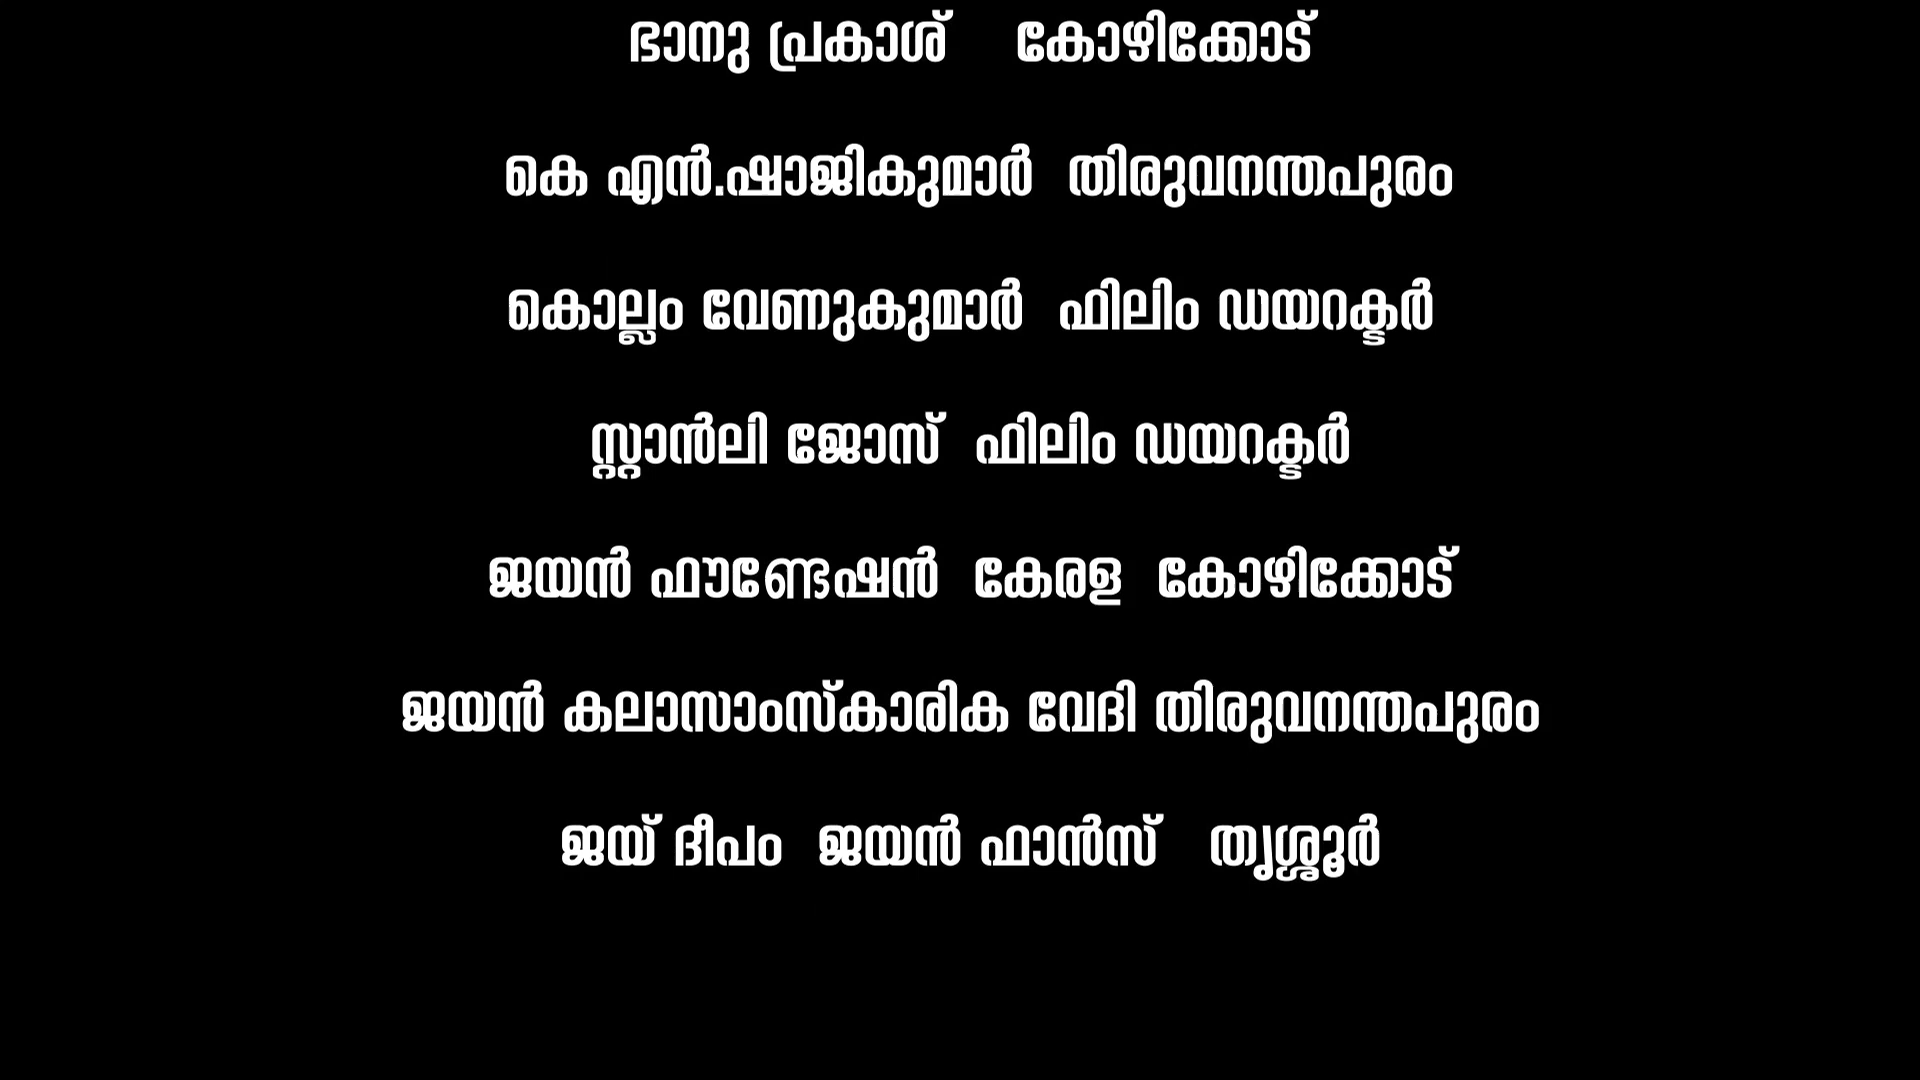 ഭാനു പ്രകാശ് കോഴിക്കോട്
കെ എൻ.ഷാജികുമാർ തിരുവനന്തപുരം
കൊല്ലം വേണുകുമാർ ഫിലിം ഡയറക്ടർ
സ്റ്റാൻലി ജോസ് ഫിലിം ഡയറക്ടർ
ജയൻ ഫൗണ്ടേഷൻ കേരള കോഴിക്കോട്
ജയൻ കലാസാംസ്കാരിക വേദി തിരുവനന്തപുരം
ജയ് ദീപം ജയൻ ഫാൻസ് തൃശ്ശൂർ